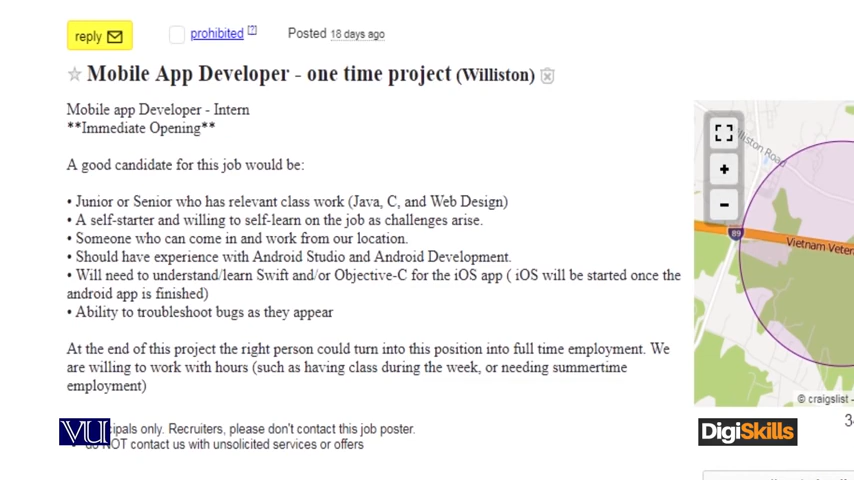 reply
prohibited [?]
Posted 18 days ago
Mobile App Developer - one time project (Williston)
Mobile app Developer - Intern
**Immediate Opening**
A good candidate for this job would be:
• Junior or Senior who has relevant class work (Java, C, and Web Design)
• A self-starter and willing to self-learn on the job as challenges arise.
• Someone who can come in and work from our location.
• Should have experience with Android Studio and Android Development.
• Will need to understand/learn Swift and/or Objective-C for the iOS app ( iOS will be started once the
android app is finished)
• Ability to troubleshoot bugs as they appear
At the end of this project the right person could turn into this position into full time employment. We
are willing to work with hours (such as having class during the week, or needing summertime
employment)
only. Recruiters, please don't contact this job poster.
NOT contact us with unsolicited services or offers
VU
+
−
Road
89
Vietnam
© craigslist -
DigiSkills